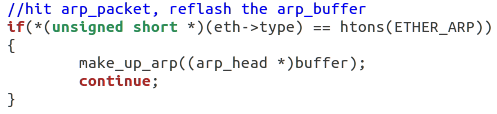 //hit arp_packet, reflash the arp_buffer
if(*(unsigned short *)(eth->type) == htons(ETHER_ARP))
{
        make_up_arp((arp_head *)buffer);
        continue;
}